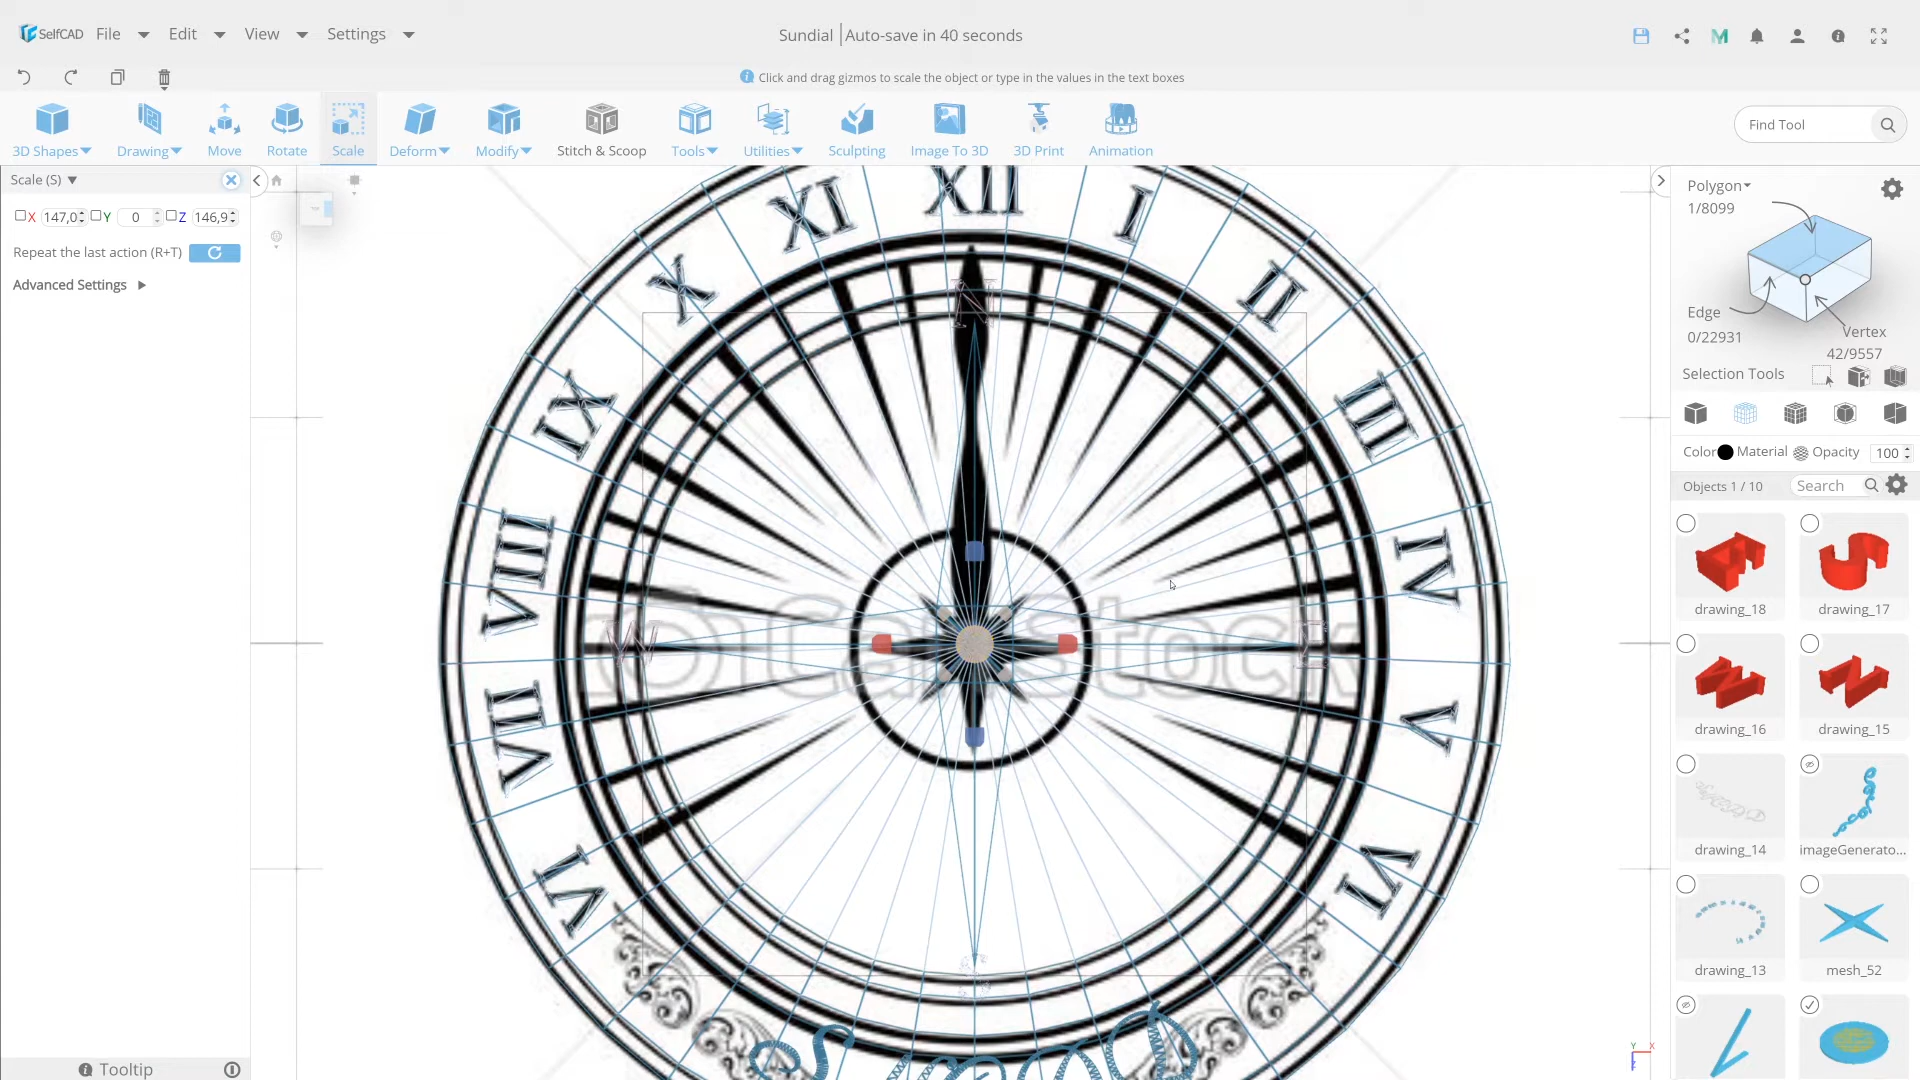 SelfCAD File Edit View Settings
Sundial Auto-save in 40 seconds
Click and drag gizmos to scale the object or type in the values in the text boxes
3D Shapes Drawing Move Rotate Scale Deform Modify Stitch & Scoop Tools Utilities Sculpting Image To 3D 3D Print Animation
Find Tool
Scale (S)
X 147,0 Y 0 Z 146,9
Repeat the last action (R+T)
Advanced Settings
XII
XI I
X II
IX III
VIII IV
VII V
VI VI
N
W E
S
CanStock
Polygon
1/8099
Edge
0/22931
Vertex
42/9557
Selection Tools
Color Material Opacity 100
Objects 1 / 10 Search
drawing_18 drawing_17
drawing_16 drawing_15
drawing_14 imageGenerato...
drawing_13 mesh_52
Tooltip
Y X